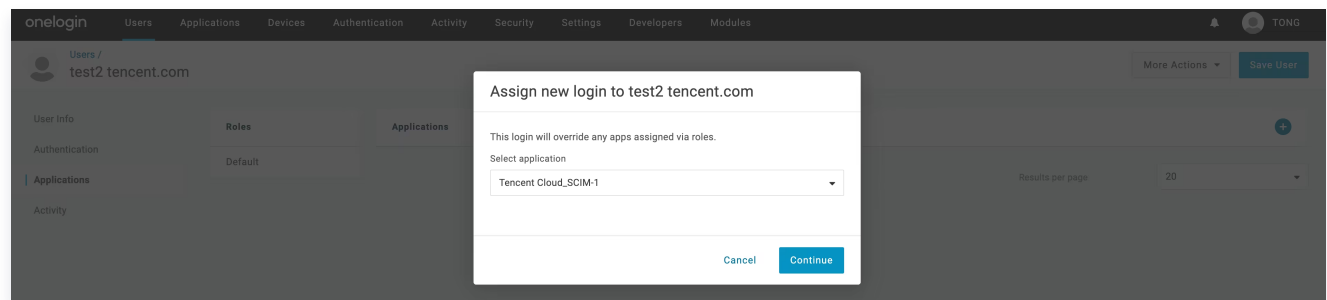 onelogin Users Applications Devices Authentication Activity Security Settings Developers Modules TONG
Users /
test2 tencent.com
More Actions Save User
Assign new login to test2 tencent.com
User Info
Authentication
Applications
Activity
Roles Applications
Default
This login will override any apps assigned via roles.
Select application
Tencent Cloud_SCIM-1
Results per page 20
Cancel Continue